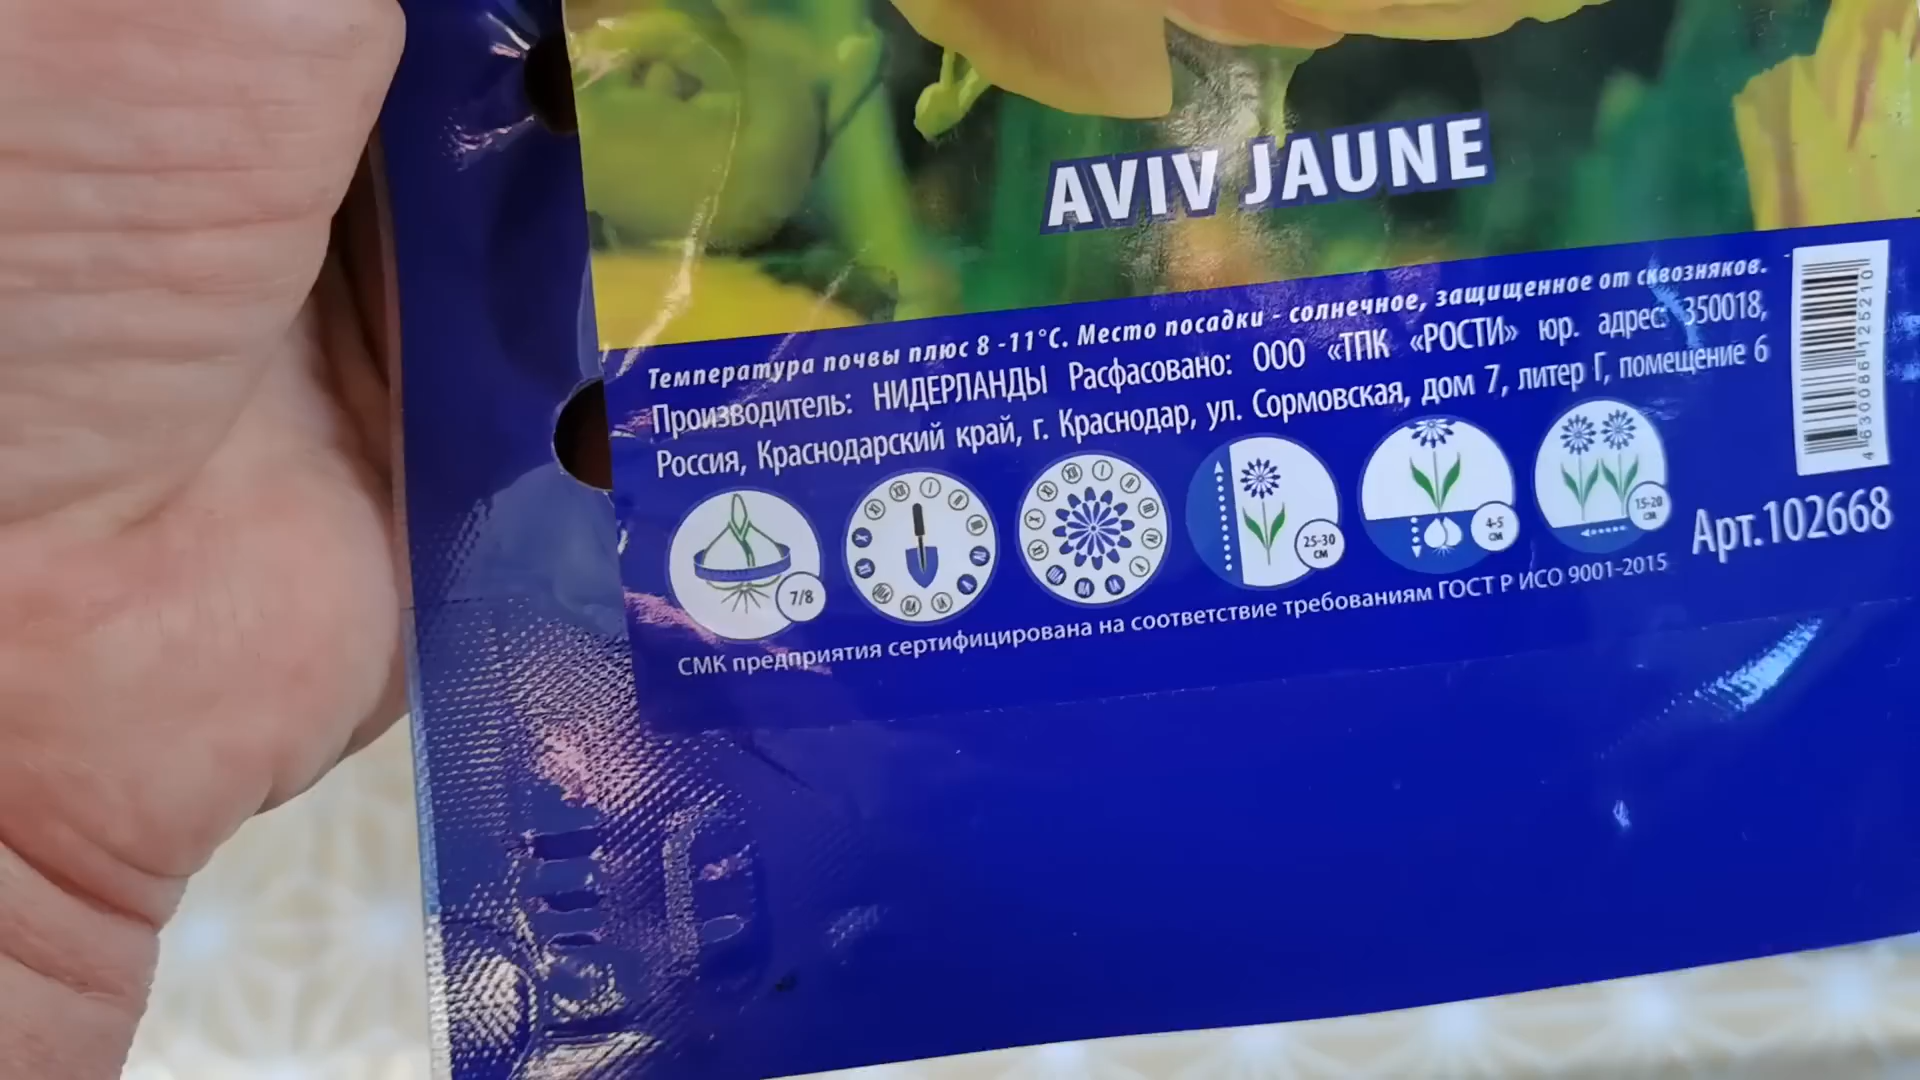 AVIV JAUNE
Температура почвы плюс 8 -11°С. Место посадки - солнечное, защищенное от сквозняков.
Производитель: НИДЕРЛАНДЫ Расфасовано: ООО «ТПК «РОСТИ» юр. адрес: 350018,
Россия, Краснодарский край, г. Краснодар, ул. Сормовская, дом 7, литер Г, помещение 6
4630086125210
7/8
25-30 СМ
4-5 СМ
15-20 СМ
Арт.102668
СМК предприятия сертифицирована на соответствие требованиям ГОСТ Р ИСО 9001-2015